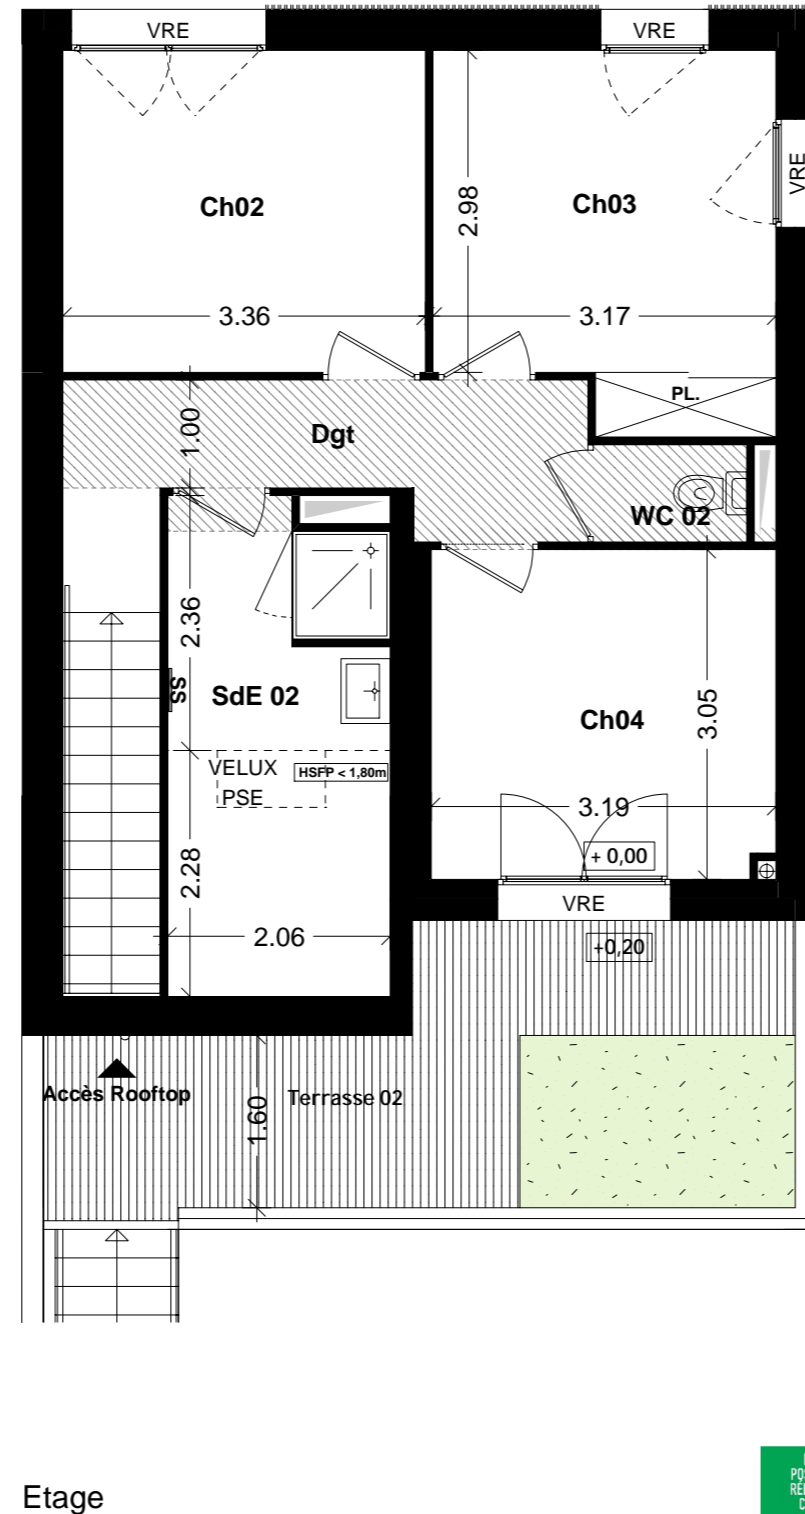 VRE
VRE
VRE
Ch02
Ch03
2.98
3.36
3.17
PL.
1.00
Dgt
WC 02
2.36
SS
SdE 02
Ch04
3.05
VELUX
PSE
HSFP < 1,80m
3.19
+ 0,00
2.28
VRE
2.06
+0,20
Accès Rooftop
1.60
Terrasse 02
Etage